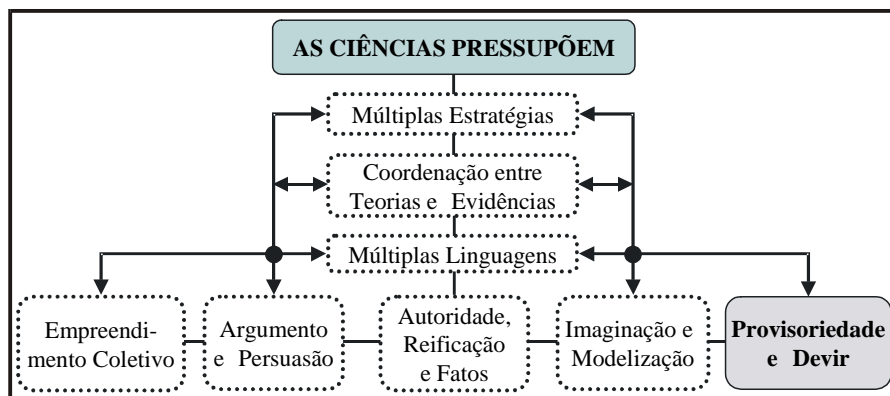 AS CIÊNCIAS PRESSUPÕEM
Múltiplas Estratégias
Coordenação entre
Teorias e Evidências
Múltiplas Linguagens
Empreendi-
mento Coletivo
Argumento
e Persuasão
Autoridade,
Reificação
e Fatos
Imaginação e
Modelização
Provisoriedade
e Devir